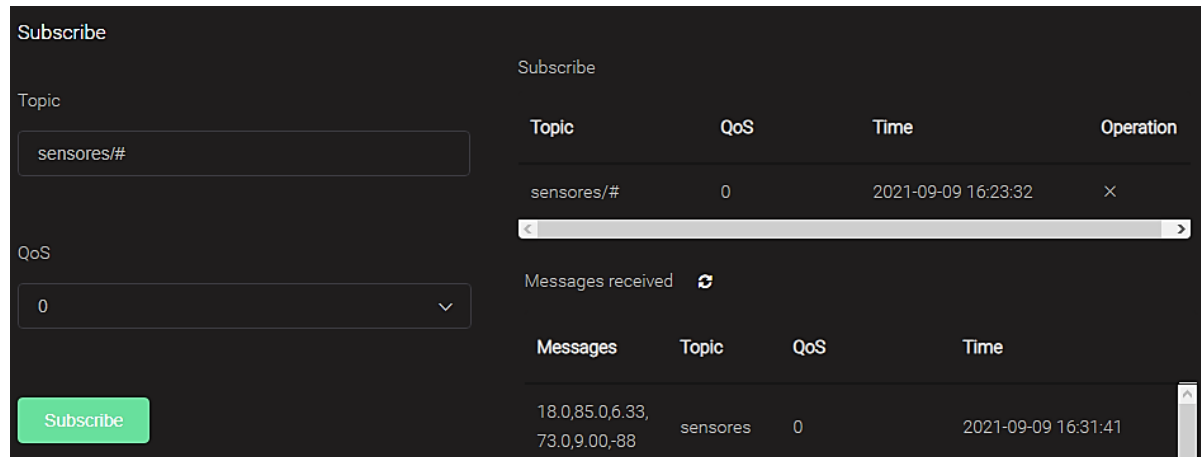 Subscribe
Topic
sensores/#
QoS
0
Subscribe
Subscribe
Topic QoS Time Operation
sensores/# 0 2021-09-09 16:23:32 ×
Messages received
Messages Topic QoS Time
18.0,85.0,6.33,
73.0,9.00,-88 sensores 0 2021-09-09 16:31:41